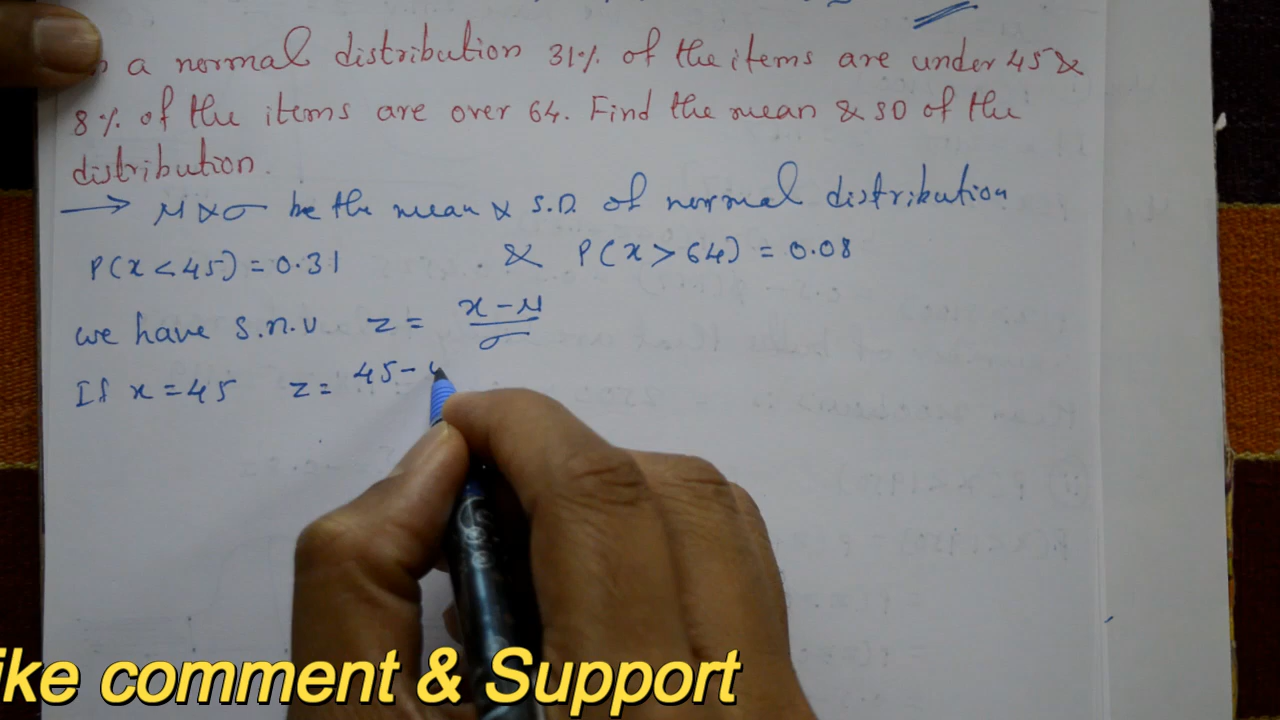 a normal distribution 31% of the items are under 45 &
8% of the items are over 64. Find the mean & SD of the
distribution.
→ μ & σ be the mean & S.D. of normal distribution
P(x < 45) = 0.31 & P(x > 64) = 0.08
we have S.n.v z = x - μ / σ
If x = 45 z = 45 -
ike comment & Support